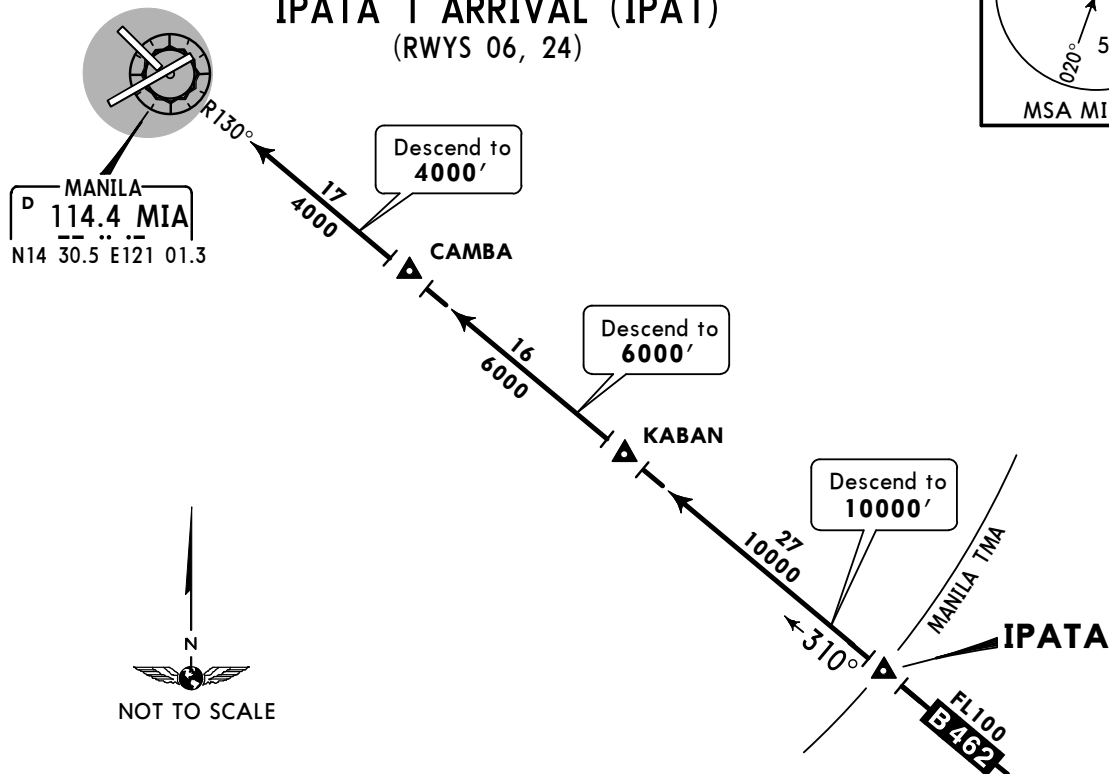 IPATA 1 ARRIVAL (IPAT)
(RWYS 06, 24)
020°
5
MSA MI
R130°
Descend to
4000'
17
4000
MANILA
D 114.4 MIA
N14 30.5 E121 01.3
CAMBA
Descend to
6000'
16
6000
KABAN
Descend to
10000'
27
10000
MANILA TMA
310°
IPATA
N
NOT TO SCALE
FL100
B 462